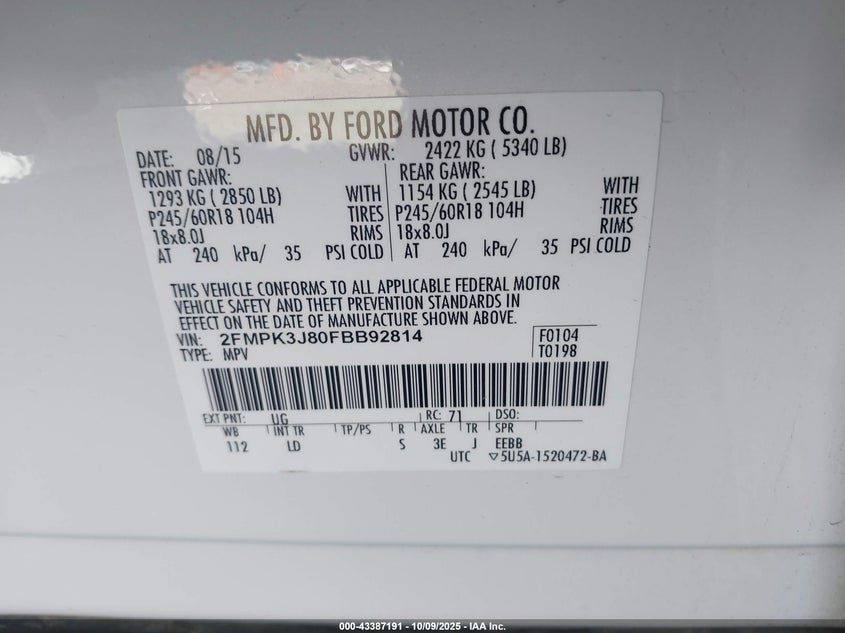 MFD. BY FORD MOTOR CO.
DATE: 08/15 GVWR: 2422 KG ( 5340 LB)
FRONT GAWR: REAR GAWR:
1293 KG ( 2850 LB) WITH 1154 KG ( 2545 LB) WITH
P245/60R18 104H TIRES P245/60R18 104H TIRES
18x8.0J RIMS 18x8.0J RIMS
AT 240 kPa/ 35 PSI COLD AT 240 kPa/ 35 PSI COLD
THIS VEHICLE CONFORMS TO ALL APPLICABLE FEDERAL MOTOR
VEHICLE SAFETY AND THEFT PREVENTION STANDARDS IN
EFFECT ON THE DATE OF MANUFACTURE SHOWN ABOVE.
VIN: 2FMPK3J80FBB92814 F0104
TYPE: MPV T0198
EXT PNT: UG RC: 71 DSO:
WB INT TR TP/PS R AXLE TR SPR
112 LD S 3E J EEBB
UTC ▽5U5A-1520472-BA
000-43387191 - 10/09/2025 - IAA Inc.